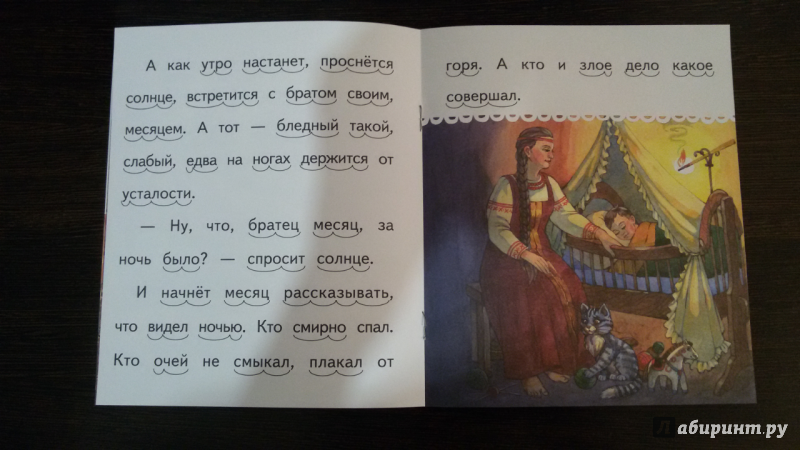 А как утро настанет, проснётся
солнце, встретится с братом своим,
месяцем. А тот — бледный такой,
слабый, едва на ногах держится от
усталости.
— Ну, что, братец месяц, за
ночь было? — спросит солнце.
И начнёт месяц рассказывать,
что видел ночью. Кто смирно спал.
Кто очей не смыкал, плакал от
горя. А кто и злое дело какое
совершал.
Лабиринт.ру